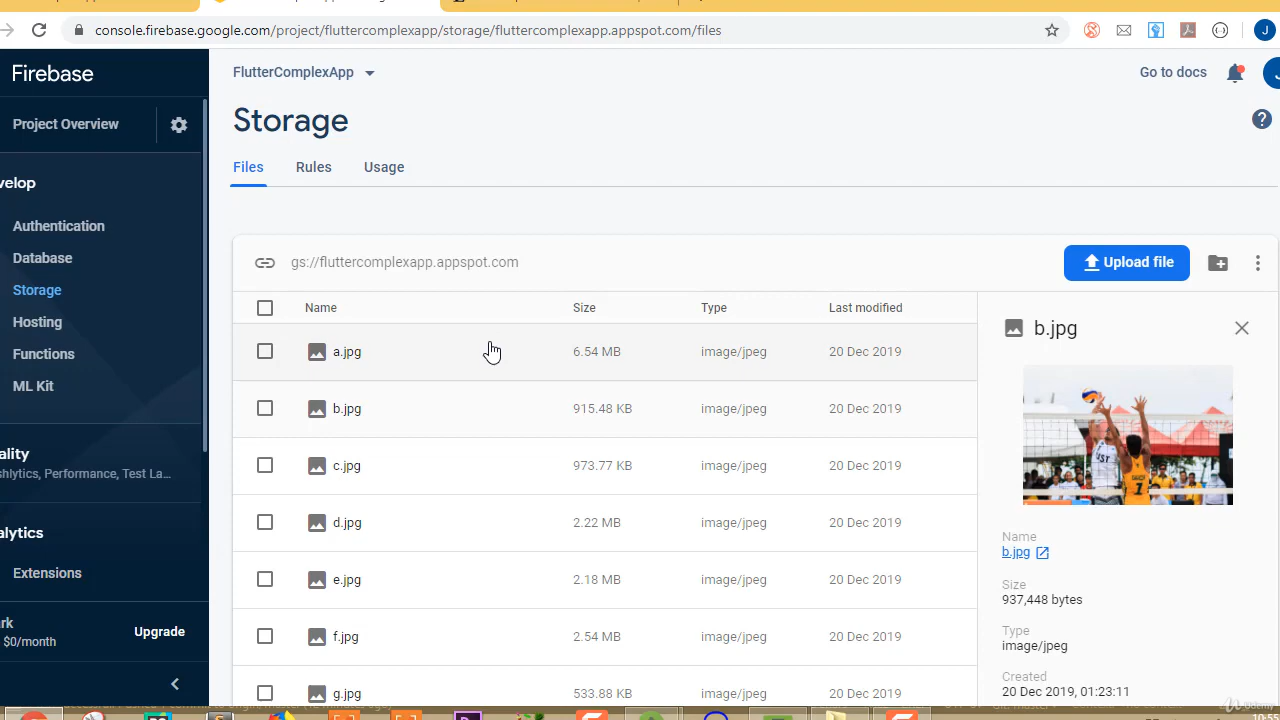 console.firebase.google.com/project/fluttercomplexapp/storage/fluttercomplexapp.appspot.com/files
J
Firebase
FlutterComplexApp
Go to docs
Project Overview
Storage
?
Files Rules Usage
velop
Authentication
Database
Storage
Hosting
Functions
ML Kit
ality
shlytics, Performance, Test La...
alytics
Extensions
rk
$0/month
Upgrade
gs://fluttercomplexapp.appspot.com
Upload file
Name Size Type Last modified
a.jpg 6.54 MB image/jpeg 20 Dec 2019
b.jpg 915.48 KB image/jpeg 20 Dec 2019
c.jpg 973.77 KB image/jpeg 20 Dec 2019
d.jpg 2.22 MB image/jpeg 20 Dec 2019
e.jpg 2.18 MB image/jpeg 20 Dec 2019
f.jpg 2.54 MB image/jpeg 20 Dec 2019
g.jpg 533.88 KB image/jpeg 20 Dec 2019
b.jpg
Name
b.jpg
Size
937,448 bytes
Type
image/jpeg
Created
20 Dec 2019, 01:23:11
Udemy